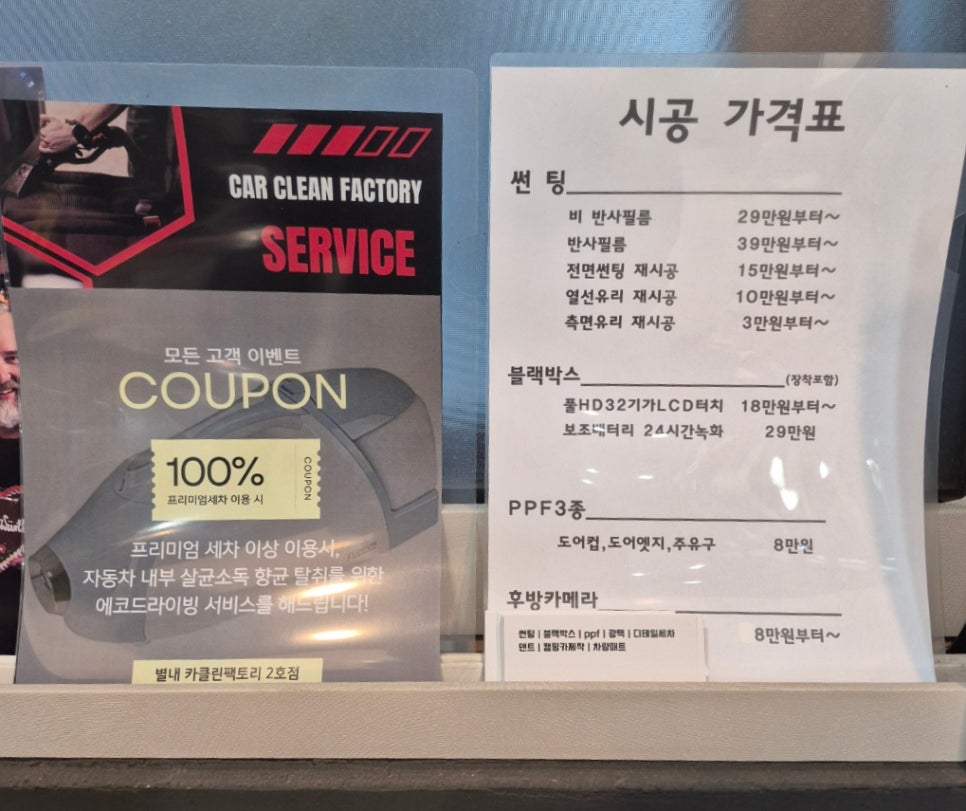 CAR CLEAN FACTORY
SERVICE
모든 고객 이벤트
COUPON
100%
프리미엄세차 이용 시
COUPON
프리미엄 세차 이상 이용시,
자동차 내부 살균소독 향균 탈취를 위한
에코드라이빙 서비스를 해드립니다!
별내 카클린팩토리 2호점
시공 가격표
썬 팅
비 반사필름 29만원부터~
반사필름 39만원부터~
전면썬팅 재시공 15만원부터~
열선유리 재시공 10만원부터~
측면유리 재시공 3만원부터~
블랙박스 (장착포함)
풀HD32기가LCD터치 18만원부터~
보조배터리 24시간녹화 29만원
PPF3종
도어컵,도어엣지,주유구 8만원
후방카메라
8만원부터~
썬팅 | 블랙박스 | ppf | 광택 | 디테일세차
덴트 | 캠핑카제작 | 차량매트